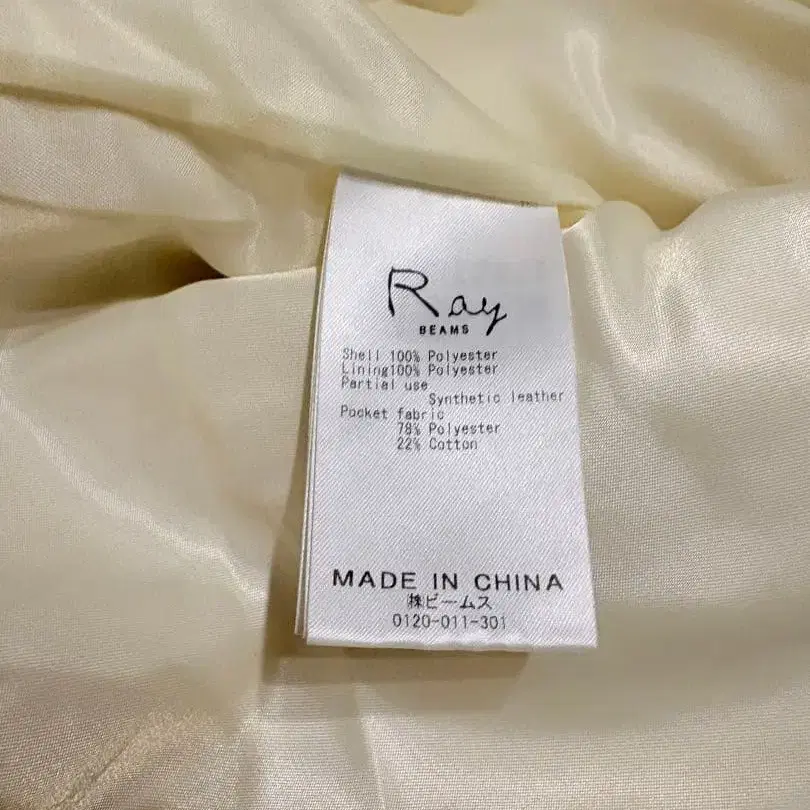 Ray
BEAMS
Shell 100% Polyester
Lining100% Polyester
Partial use
Synthetic leather
Pocket fabric
78% Polyester
22% Cotton
MADE IN CHINA
㈱ビームス
0120-011-301